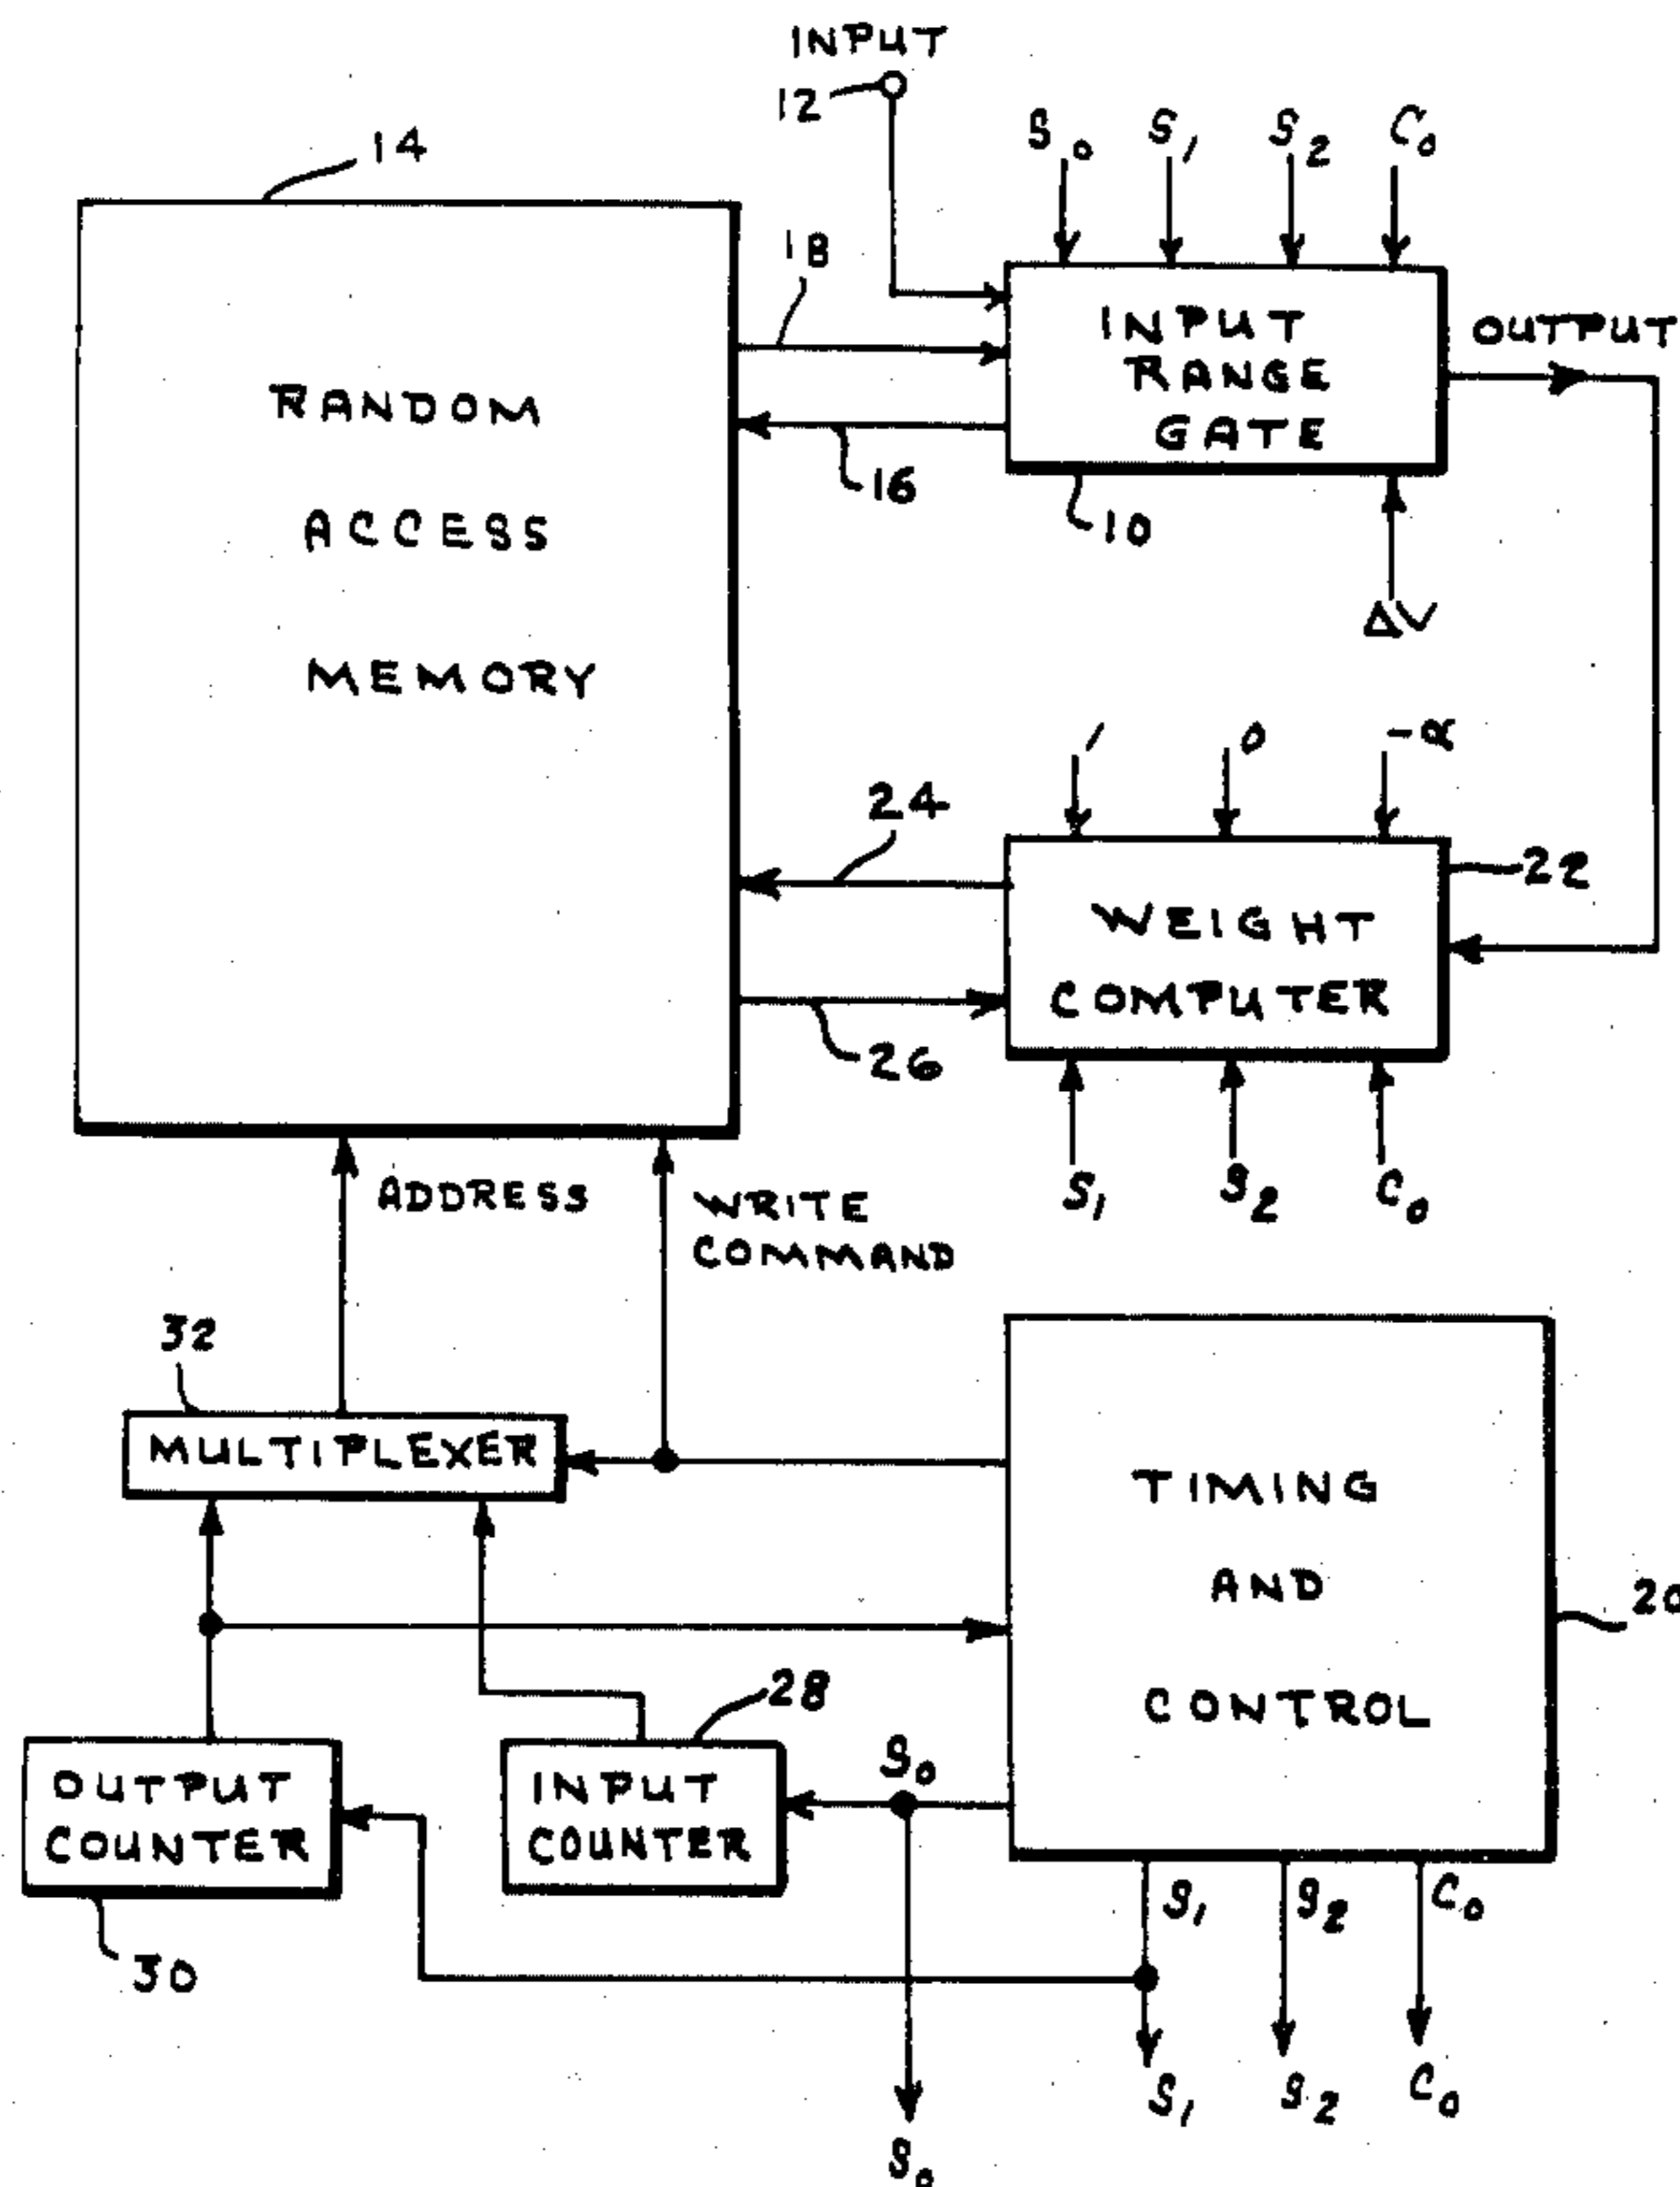 INPUT
12
S0 S1 S2 C0
14
18
INPUT
RANGE
GATE
OUTPUT
RANDOM
ACCESS
MEMORY
16
10
ΔV
1 0 -α
24
22
WEIGHT
COMPUTER
26
S1 S2 C0
ADDRESS
WRITE
COMMAND
32
MULTIPLEXER
TIMING
AND
CONTROL
20
28
S0
OUTPUT
COUNTER
INPUT
COUNTER
S1 S2 C0
30
S1 S2 C0
S0